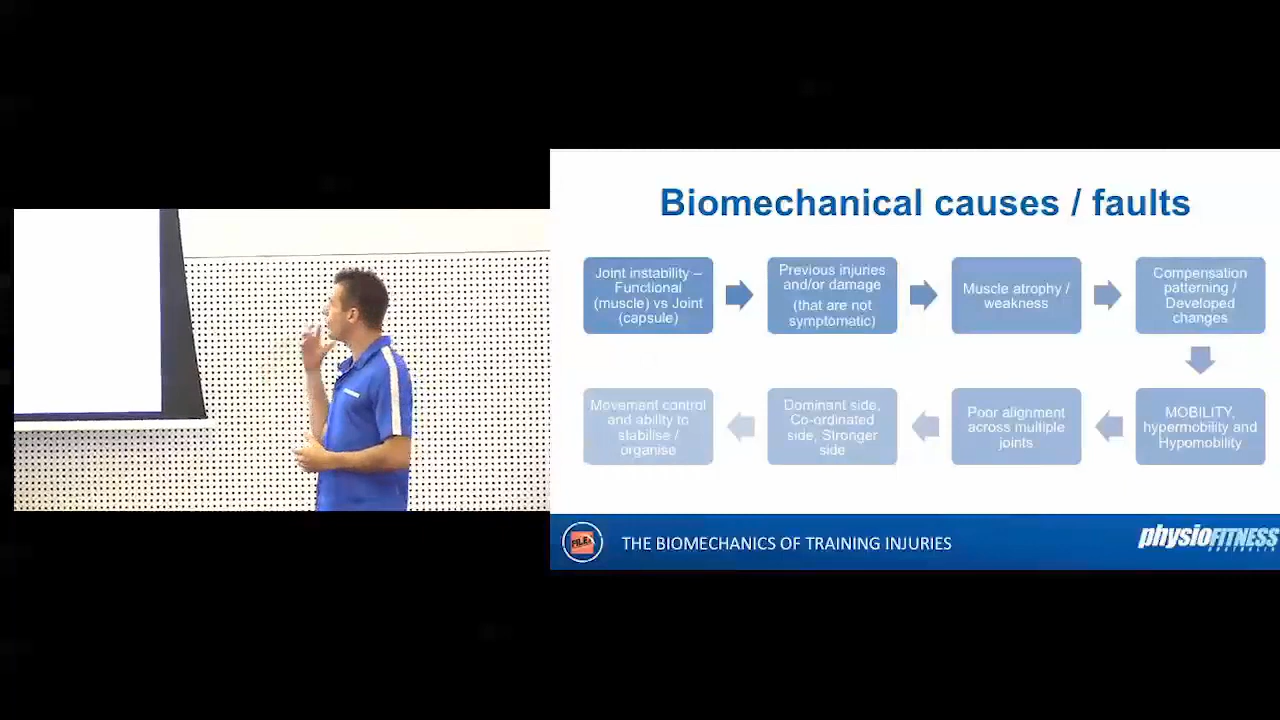 Biomechanical causes / faults
Joint instability –
Functional
(muscle) vs Joint
(capsule)
Previous injuries
and/or damage
(that are not
symptomatic)
Muscle atrophy /
weakness
Compensation
patterning /
Developed
changes
MOBILITY,
hypermobility and
Hypomobility
Poor alignment
across multiple
joints
Dominant side,
Co-ordinated
side, Stronger
side
Movement control
and ability to
stabilise /
organise
FILEX
THE BIOMECHANICS OF TRAINING INJURIES
physioFITNESS
AUSTRALIA